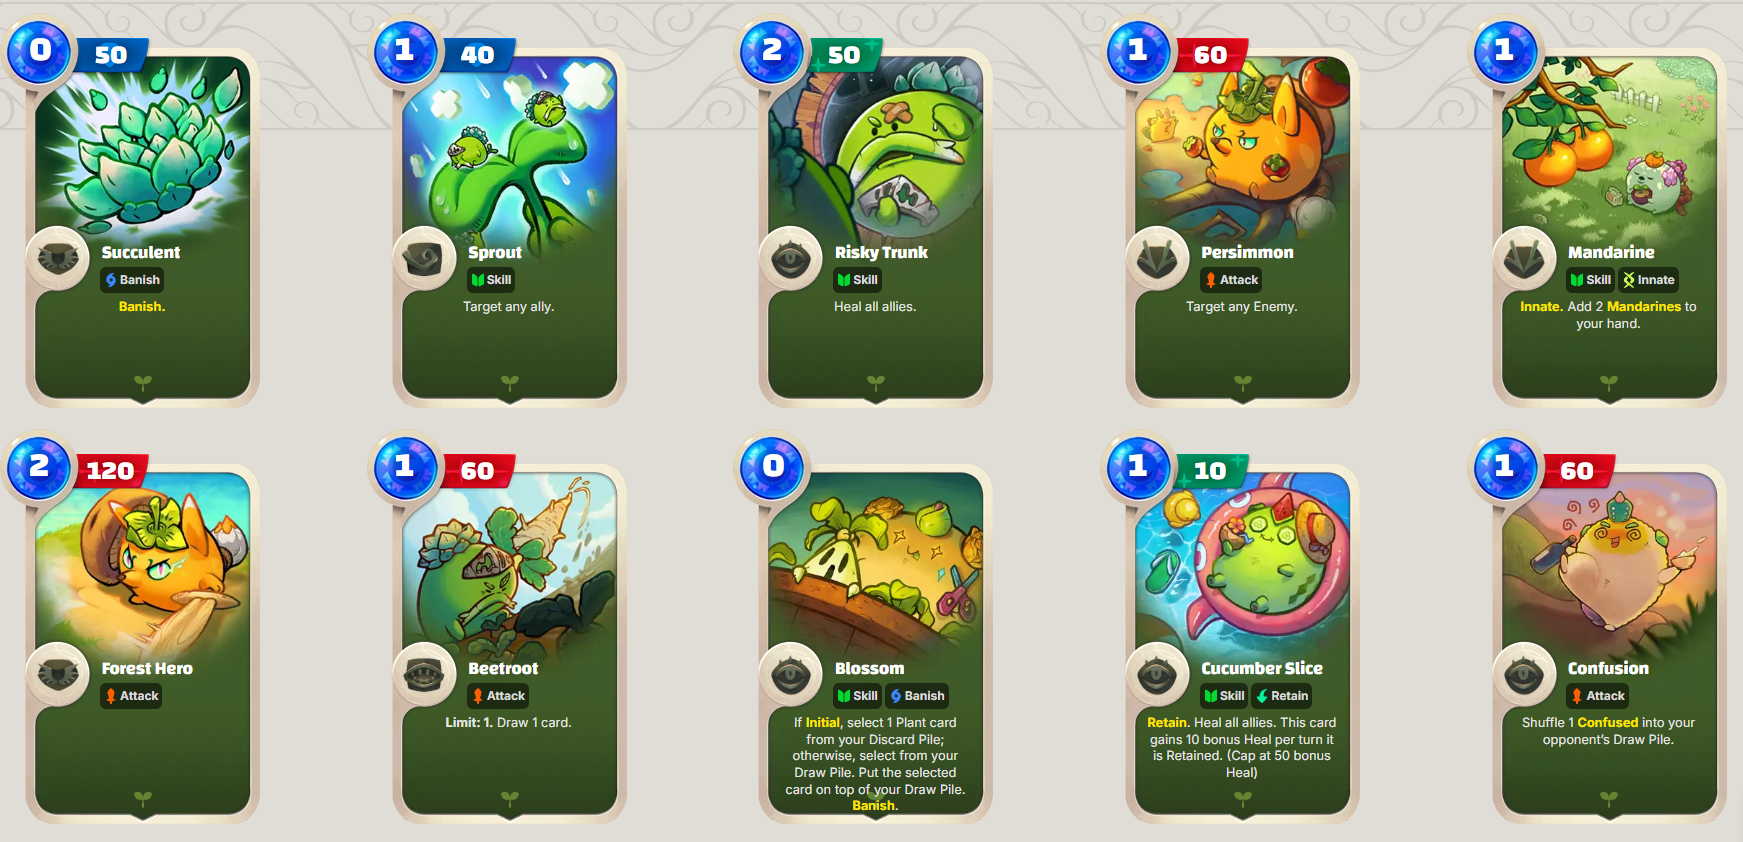 0 50
Succulent
Banish
Banish.
1 40
Sprout
Skill
Target any ally.
2 50
Risky Trunk
Skill
Heal all allies.
1 60
Persimmon
Attack
Target any Enemy.
1
Mandarine
Skill Innate
Innate. Add 2 Mandarines to
your hand.
2 120
Forest Hero
Attack
1 60
Beetroot
Attack
Limit: 1. Draw 1 card.
0
Blossom
Skill Banish
If Initial, select 1 Plant card
from your Discard Pile;
otherwise, select from your
Draw Pile. Put the selected
card on top of your Draw Pile.
Banish.
1 10
Cucumber Slice
Skill Retain
Retain. Heal all allies. This card
gains 10 bonus Heal per turn it
is Retained. (Cap at 50 bonus
Heal)
1 60
Confusion
Attack
Shuffle 1 Confused into your
opponent's Draw Pile.